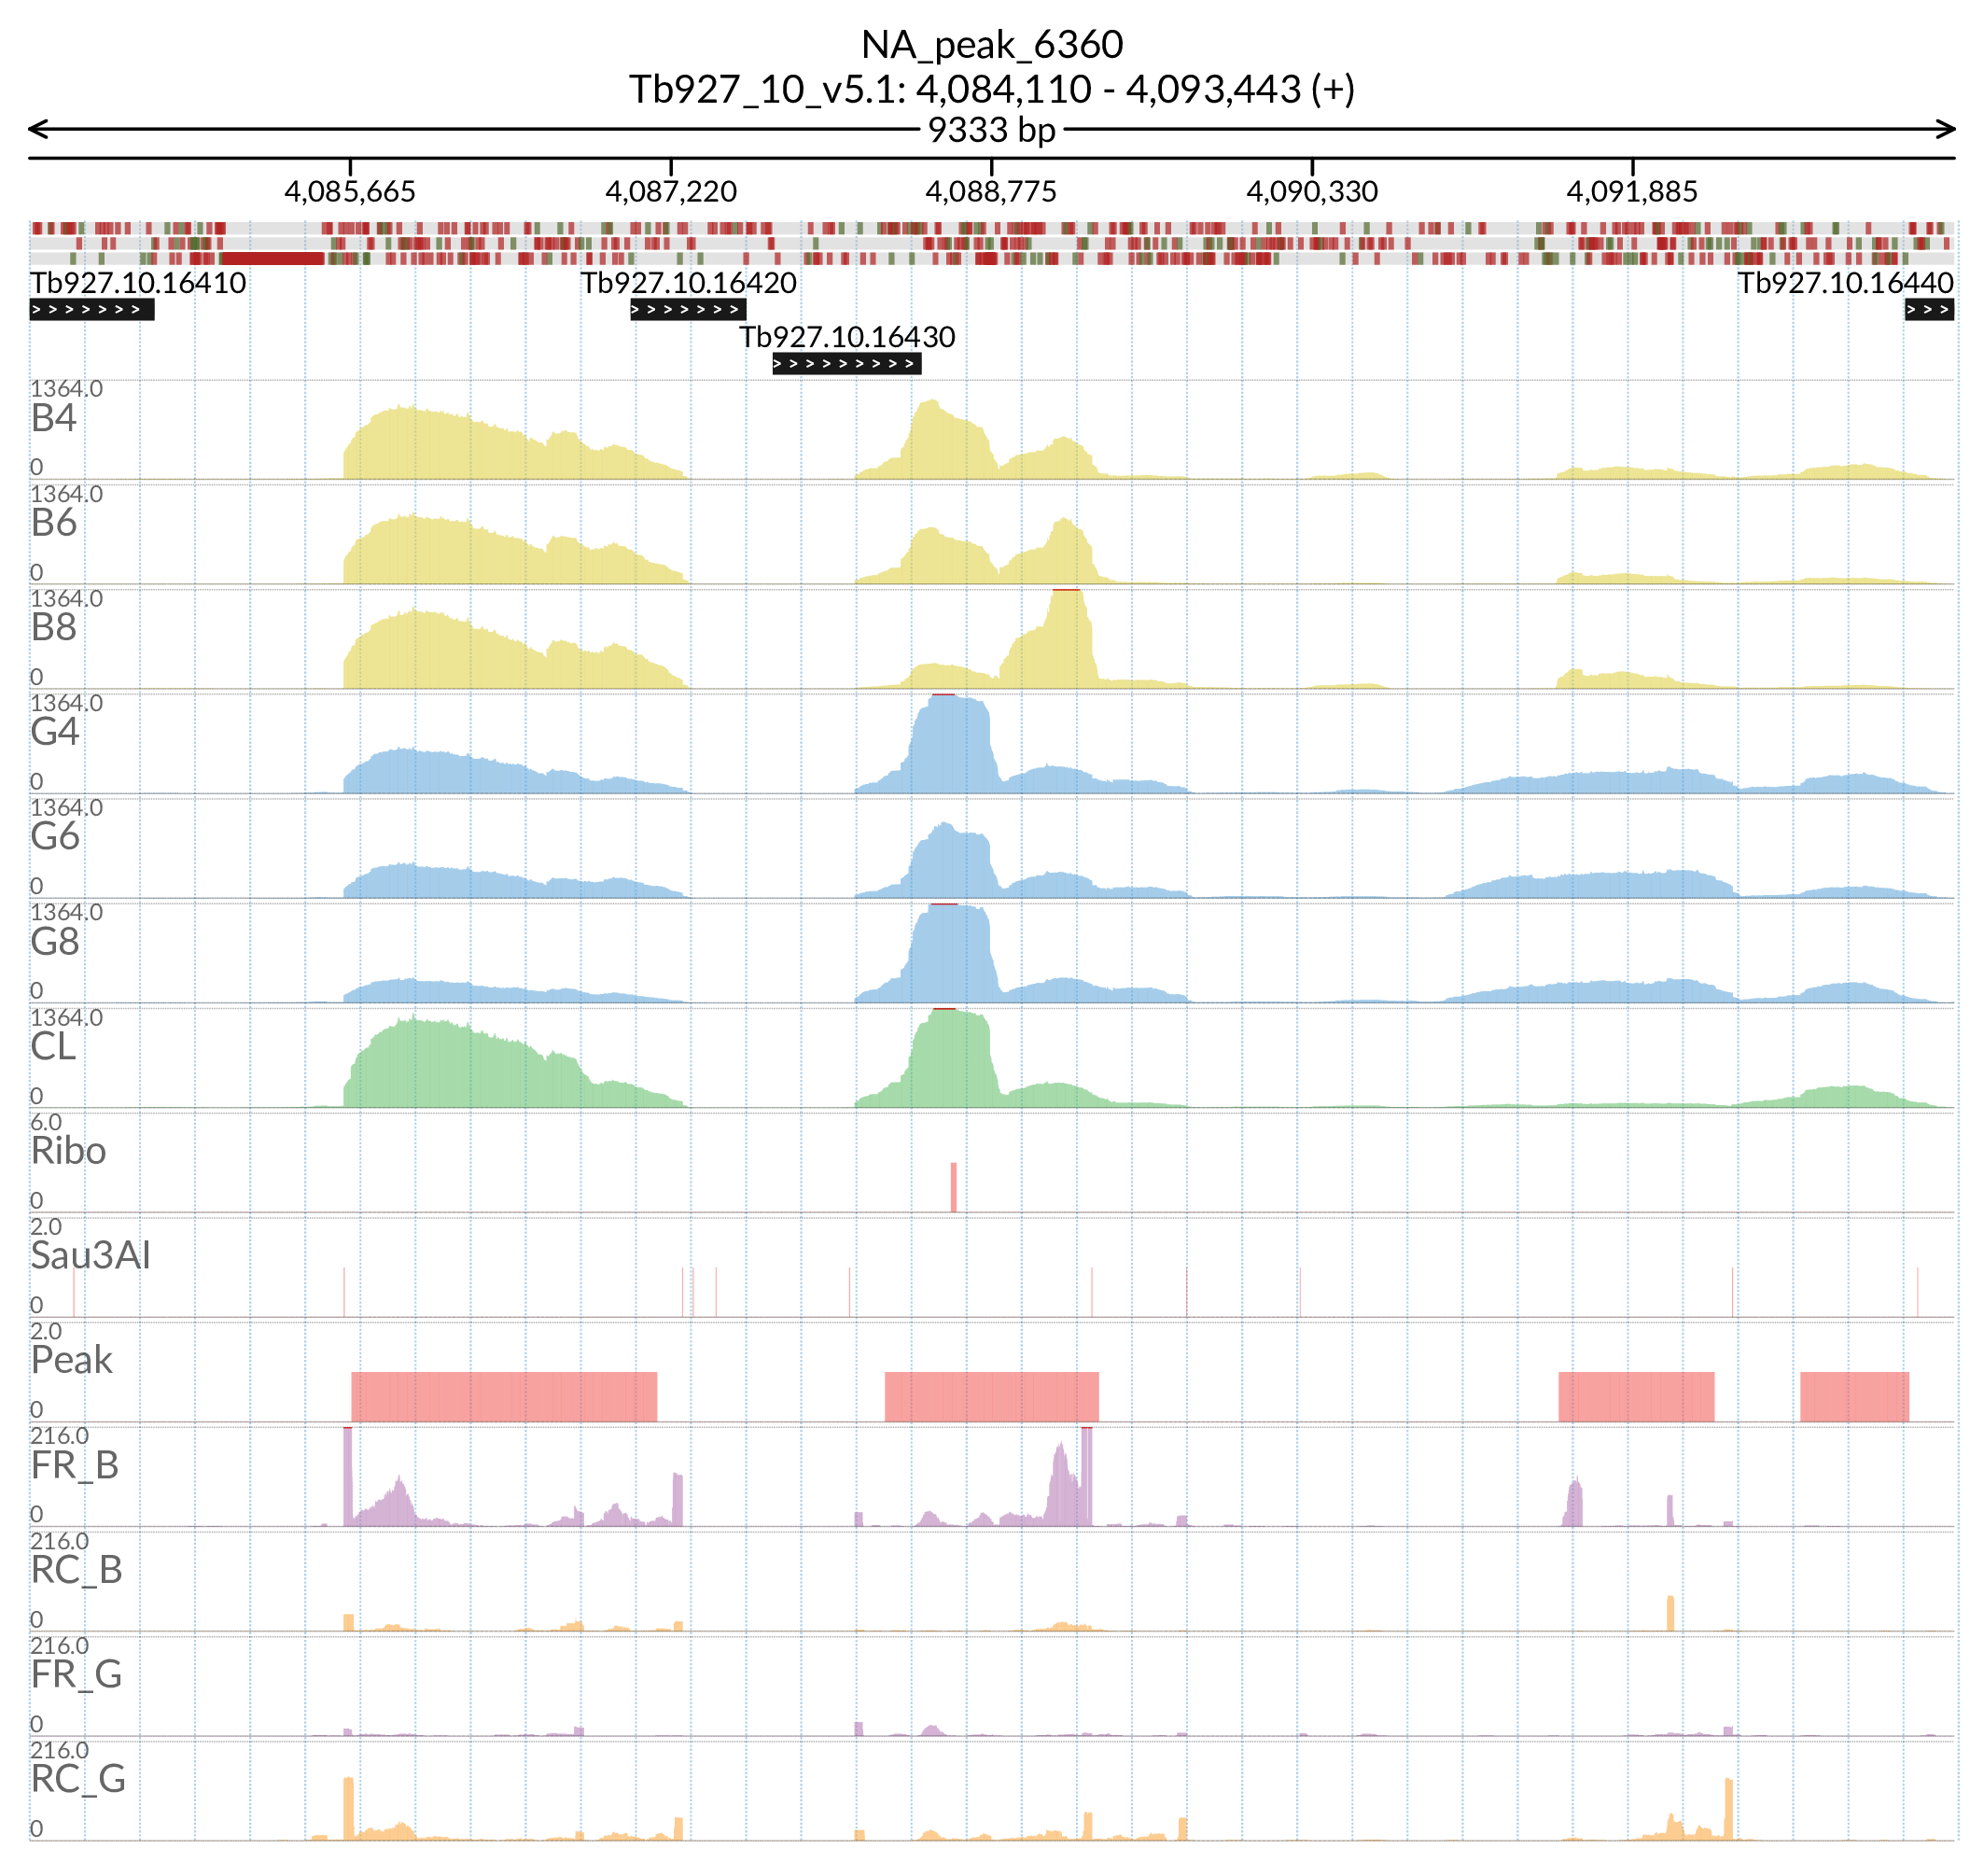 NA_peak_6360
Tb927_10_v5.1: 4,084,110 - 4,093,443 (+)
9333 bp
4,085,665 4,087,220 4,088,775 4,090,330 4,091,885
Tb927.10.16410 Tb927.10.16420 Tb927.10.16440
Tb927.10.16430
1364.0
B4
0
1364.0
B6
0
1364.0
B8
0
1364.0
G4
0
1364.0
G6
0
1364.0
G8
0
1364.0
CL
0
6.0
Ribo
0
2.0
Sau3AI
0
2.0
Peak
0
216.0
FR_B
0
216.0
RC_B
0
216.0
FR_G
0
216.0
RC_G
0